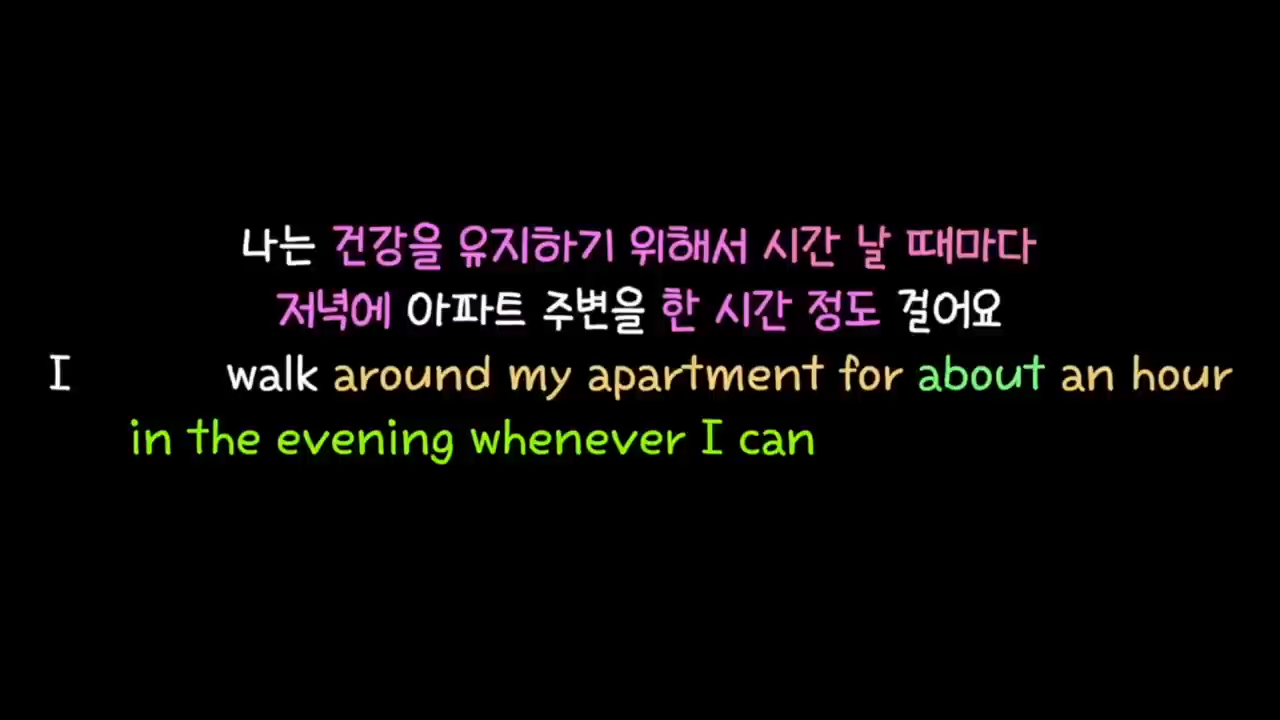 나는 건강을 유지하기 위해서 시간 날 때마다
저녁에 아파트 주변을 한 시간 정도 걸어요
I walk around my apartment for about an hour
in the evening whenever I can